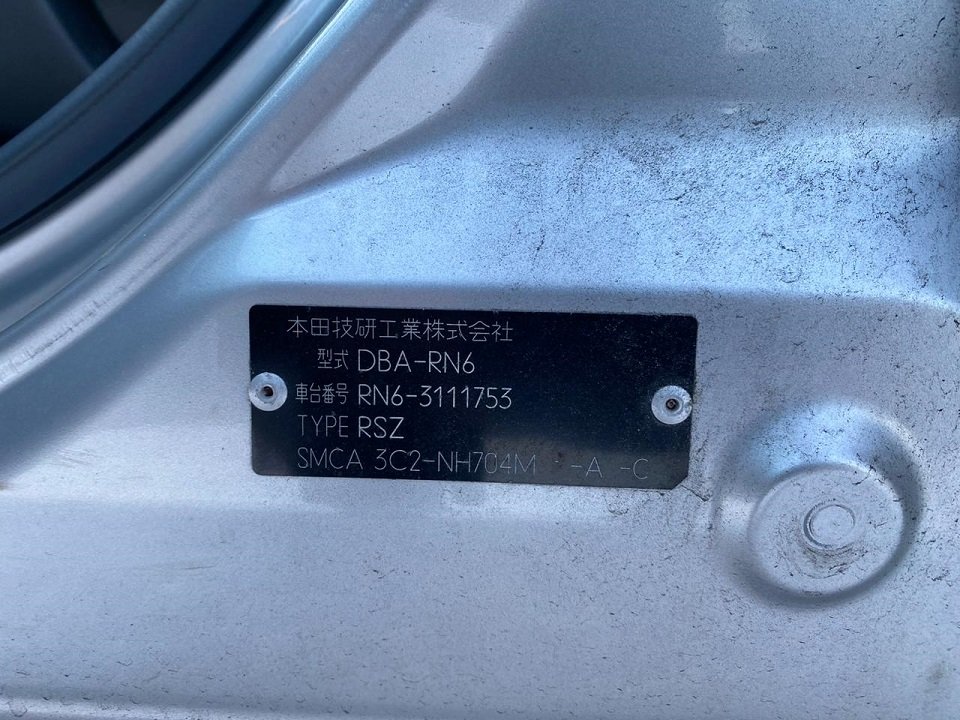 本田技研工業株式会社
型式 DBA-RN6
車台番号 RN6-3111753
TYPE RSZ
SMCA 3C2-NH704M -A -C